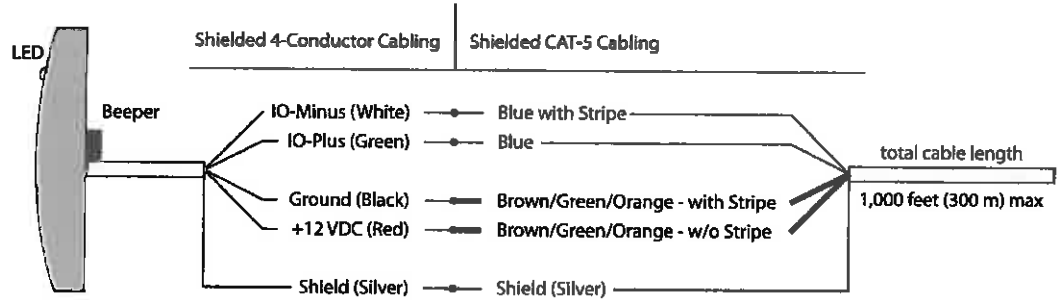 Shielded 4-Conductor Cabling Shielded CAT-5 Cabling
LED
Beeper
IO-Minus (White) Blue with Stripe
IO-Plus (Green) Blue
total cable length
Ground (Black) Brown/Green/Orange - with Stripe
1,000 feet (300 m) max
+12 VDC (Red) Brown/Green/Orange - w/o Stripe
Shield (Silver) Shield (Silver)